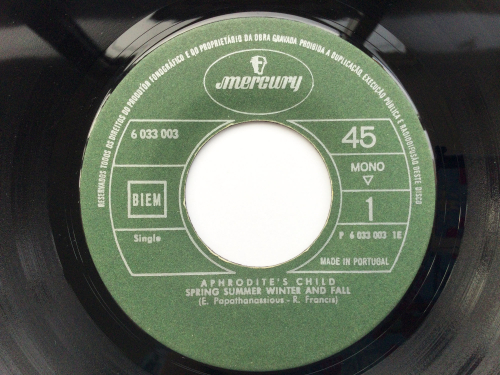 RESERVADOS TODOS OS DIREITOS DO PRODUTOR FONOGRÁFICO E DO PROPRIETÁRIO DA OBRA GRAVADA PROIBIDA A DUPLICAÇÃO, EXECUÇÃO PÚBLICA E RADIODIFUSÃO DESTE DISCO
mercury
6 033 003
45
MONO
BIEM
1
Single
P 6 033 003 1E
MADE IN PORTUGAL
APHRODITE'S CHILD
SPRING SUMMER WINTER AND FALL
(E. Papathanassious - R. Francis)